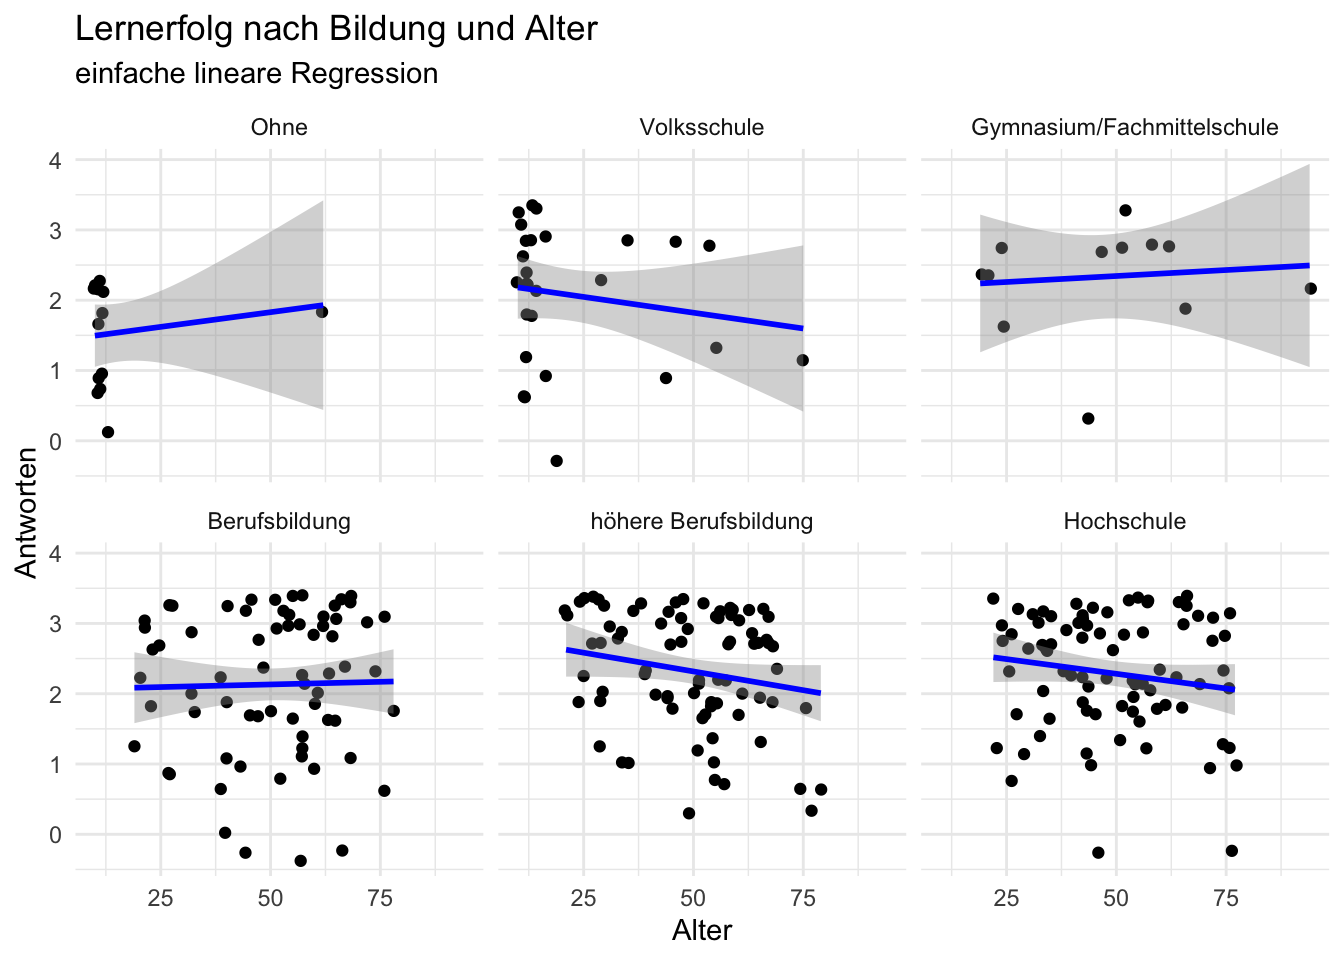 Lernerfolg nach Bildung und Alter
einfache lineare Regression
Ohne
Volksschule
Gymnasium/Fachmittelschule
4
3
2
1
0
Antworten
Berufsbildung
höhere Berufsbildung
Hochschule
4
3
2
1
0
25 50 75
25 50 75
25 50 75
Alter